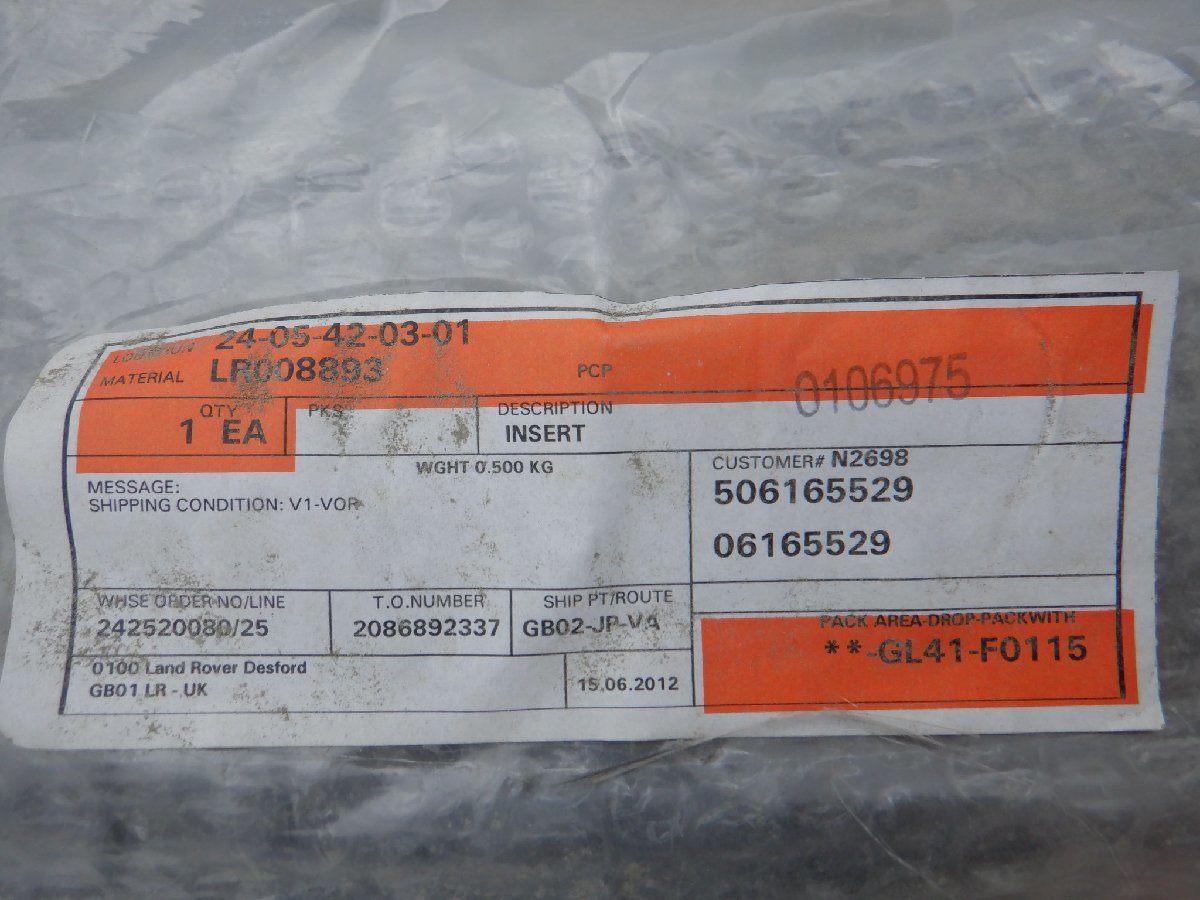 LOCATION 24-05-42-03-01
MATERIAL LR008893 PCP 0106975
QTY PKS DESCRIPTION
1 EA INSERT
WGHT 0.500 KG
CUSTOMER# N2698
MESSAGE:
506165529
SHIPPING CONDITION: V1-VOR
06165529
WHSE ORDER NO/LINE T.O.NUMBER SHIP PT/ROUTE
242520080/25 2086892337 GB02-JP-VA
PACK AREA-DROP-PACKWITH
**-GL41-F0115
0100 Land Rover Desford
GB01 LR - UK 15.06.2012